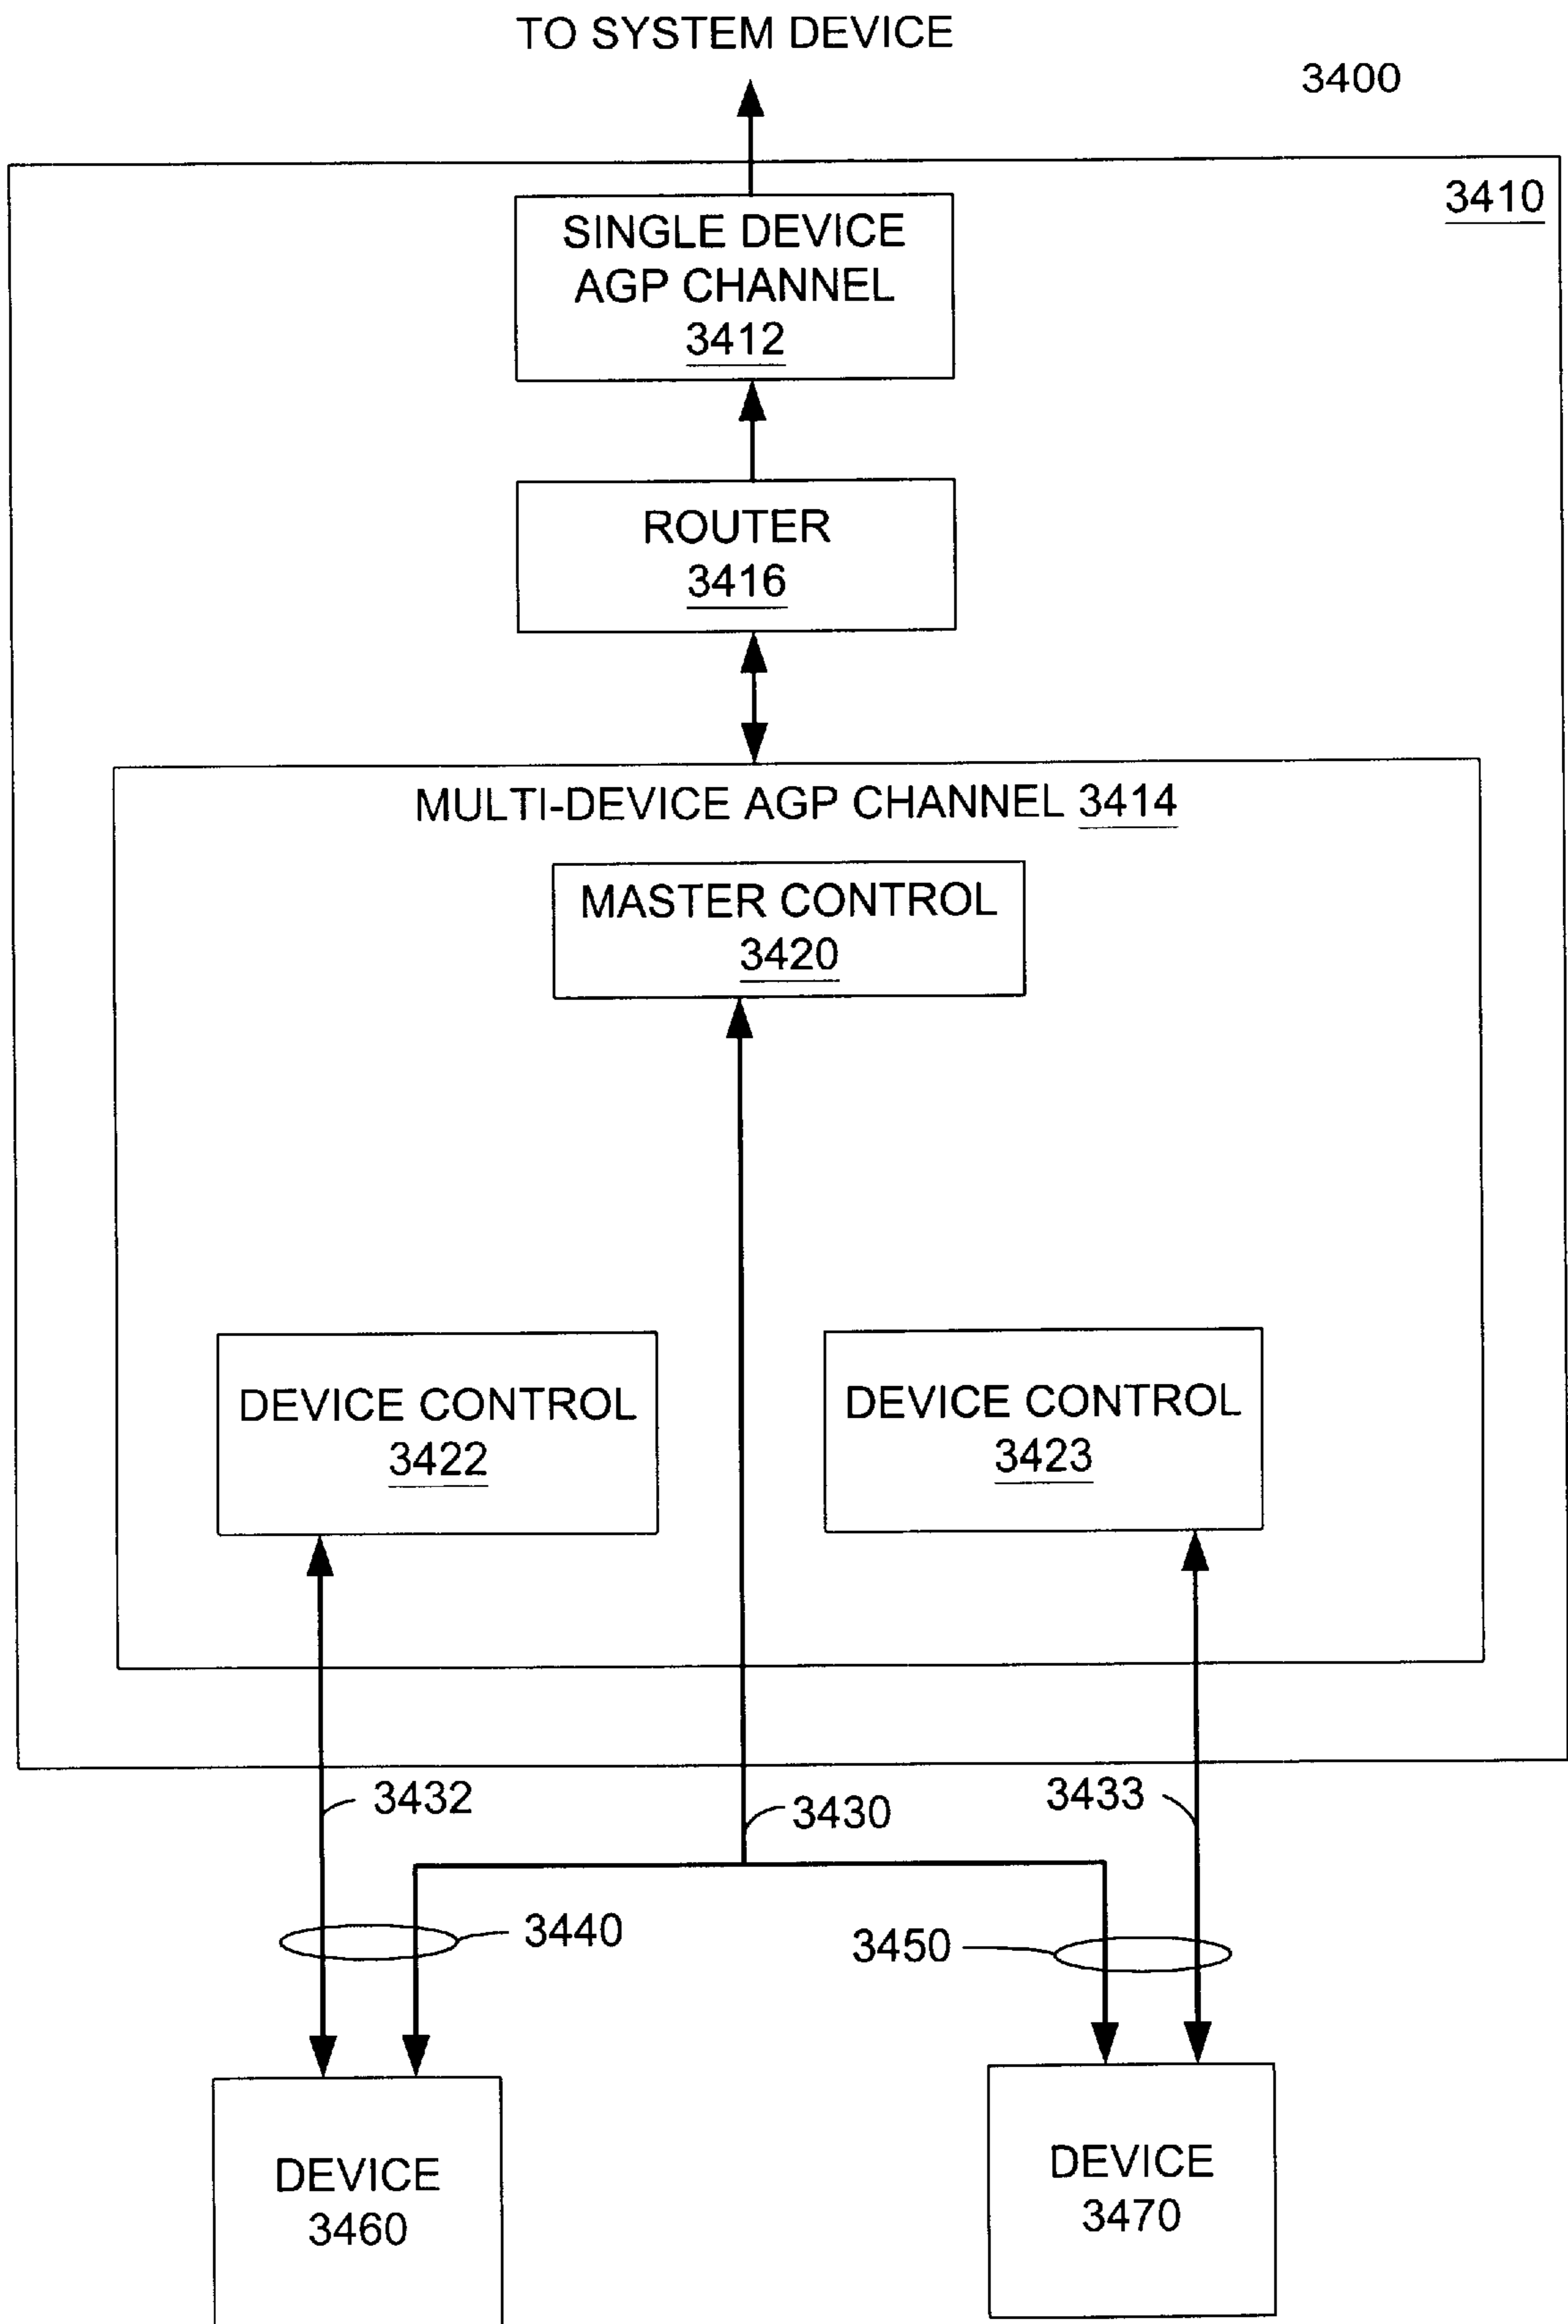 TO SYSTEM DEVICE
3400
3410
SINGLE DEVICE
AGP CHANNEL
3412
ROUTER
3416
MULTI-DEVICE AGP CHANNEL 3414
MASTER CONTROL
3420
DEVICE CONTROL
3422
DEVICE CONTROL
3423
3432
3430
3433
3440
3450
DEVICE
3460
DEVICE
3470